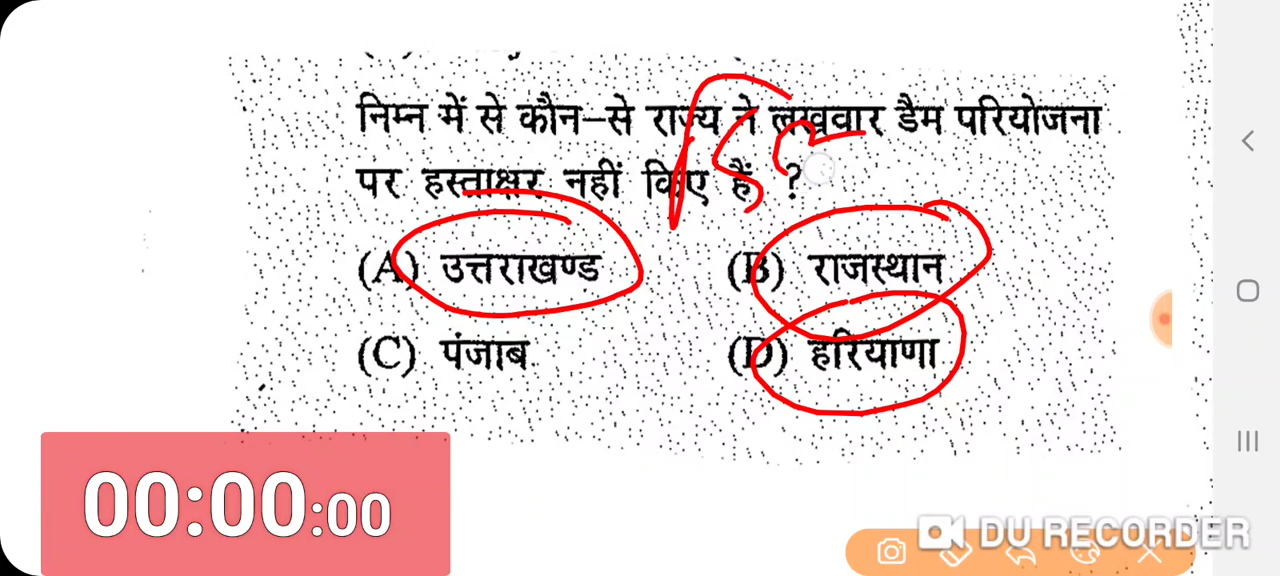 निम्न में से कौन–से राज्य ने लखवार डैम परियोजना
पर हस्ताक्षर नहीं किए हैं, ?
(A) उत्तराखण्ड (B) राजस्थान
(C) पंजाब (D) हरियाणा
00:00:00
DU RECORDER